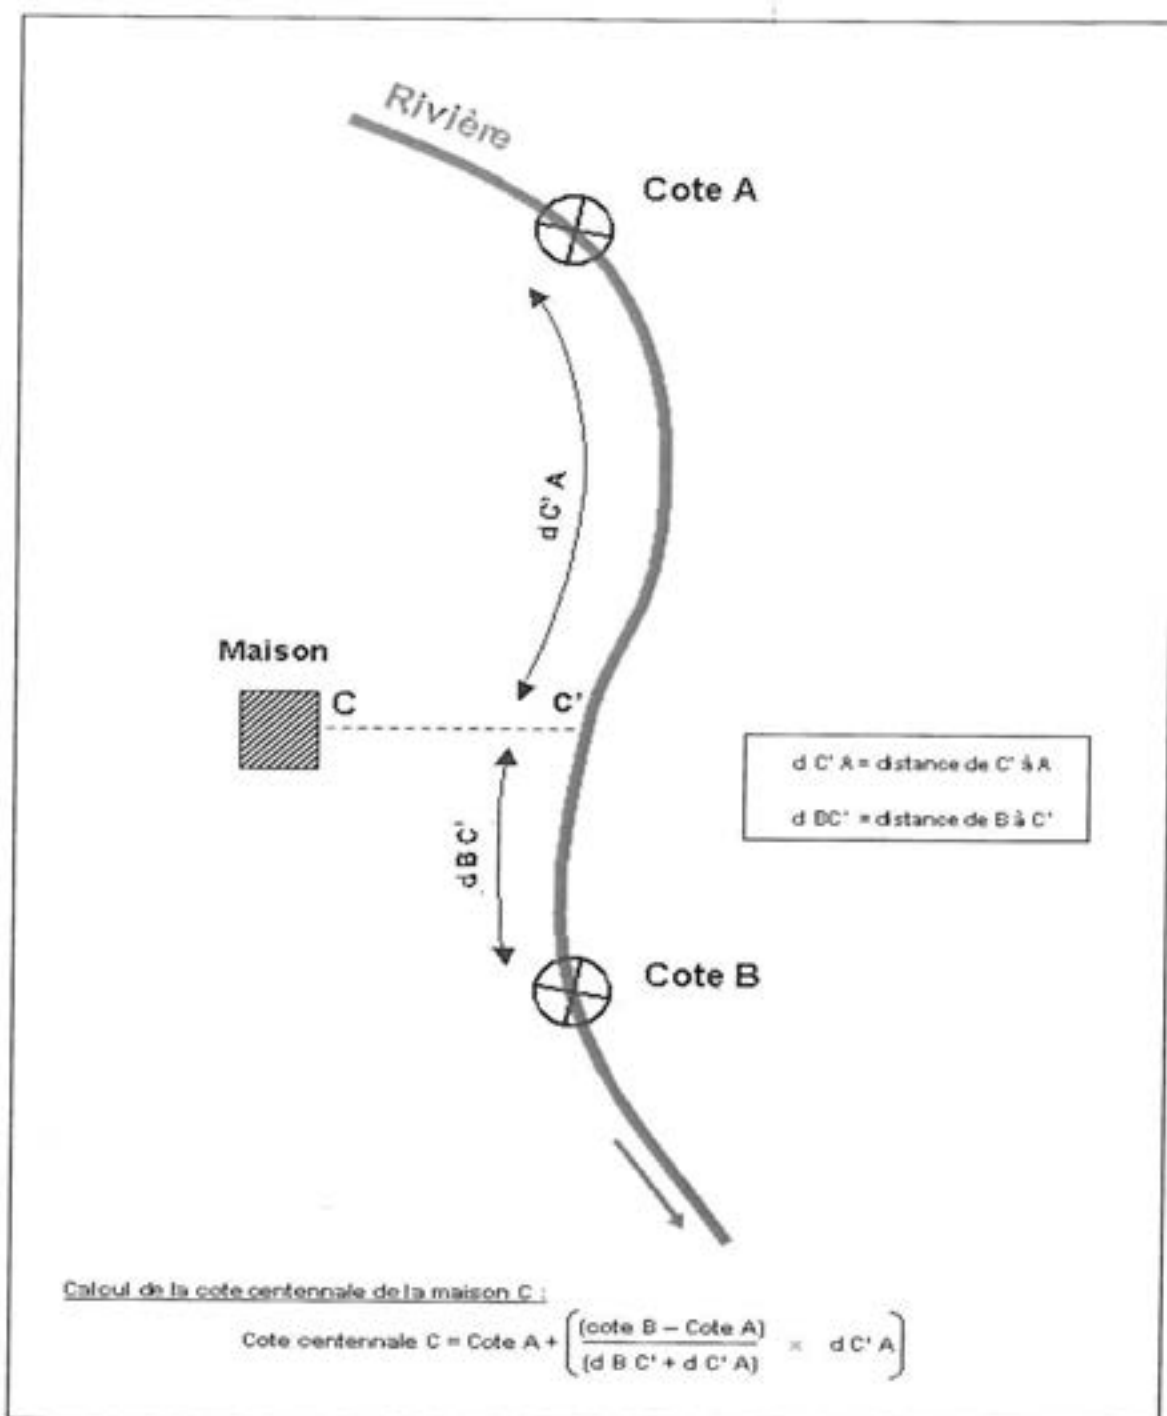 Rivière
Cote A
d C' A
Maison
C
C'
d C' A = distance de C' à A
d BC' = distance de B à C'
d B C'
Cote B
Calcul de la cote centennale de la maison C :
Cote centennale C = Cote A + ( (cote B – Cote A) / (d B C' + d C' A) × d C' A )